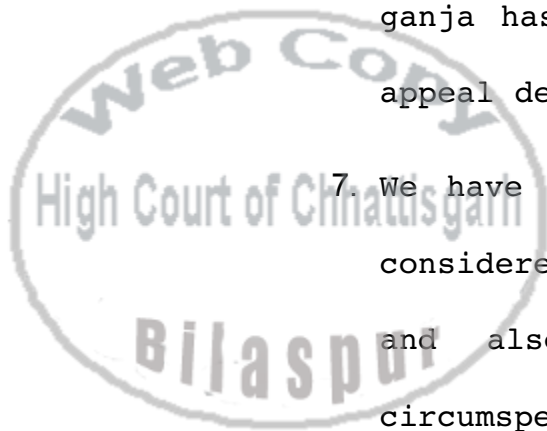 ganja has
appeal de
7. We have
considere
and also
circumspe
Web Copy
High Court of Chhattisgarh
Bilaspur